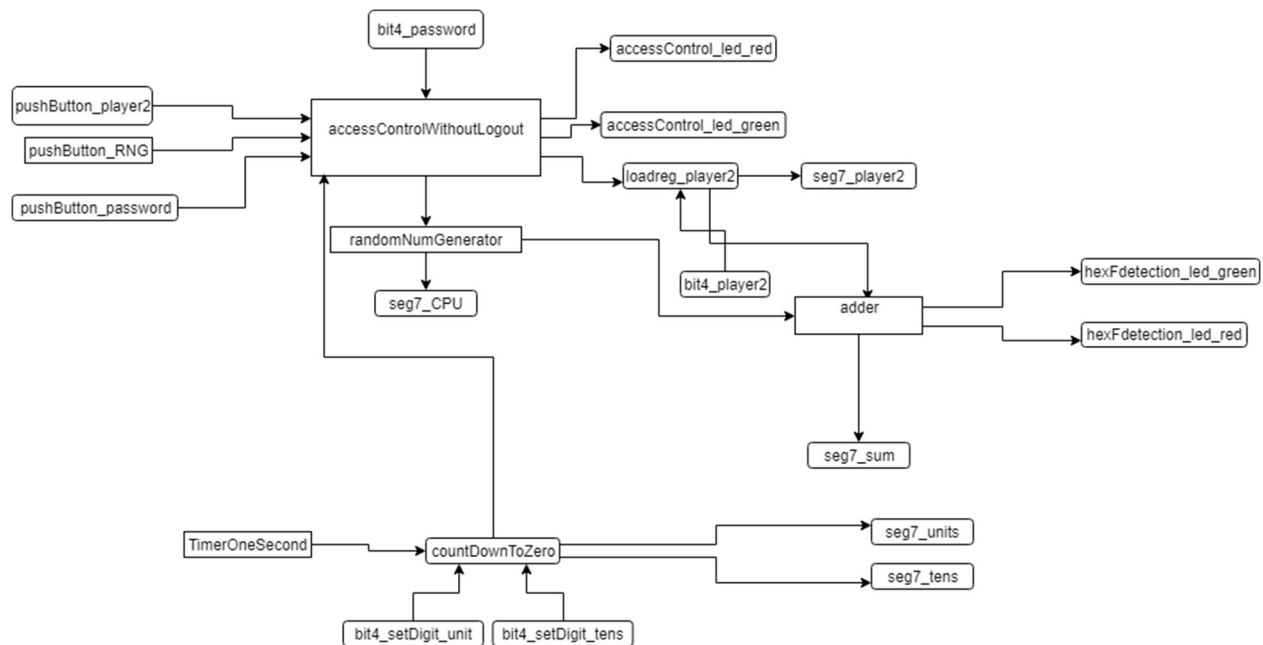 bit4_password
accessControl_led_red
pushButton_player2
accessControlWithoutLogout
accessControl_led_green
pushButton_RNG
loadreg_player2
seg7_player2
pushButton_password
randomNumGenerator
hexFdetection_led_green
bit4_player2
seg7_CPU
adder
hexFdetection_led_red
seg7_sum
seg7_units
TimerOneSecond
countDownToZero
seg7_tens
bit4_setDigit_unit
bit4_setDigit_tens